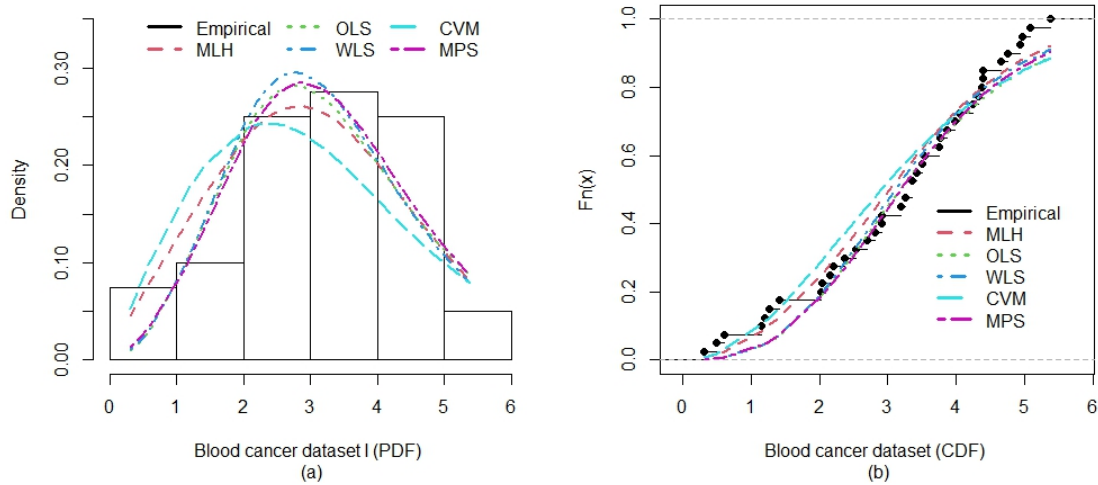 Empirical OLS CVM
MLH WLS MPS
Density
0.30
0.20
0.10
0.00
0 1 2 3 4 5 6
Blood cancer dataset I (PDF)
(a)
Fn(x)
1.0
0.8
0.6
0.4
0.2
0.0
Empirical
MLH
OLS
WLS
CVM
MPS
0 1 2 3 4 5 6
Blood cancer dataset (CDF)
(b)